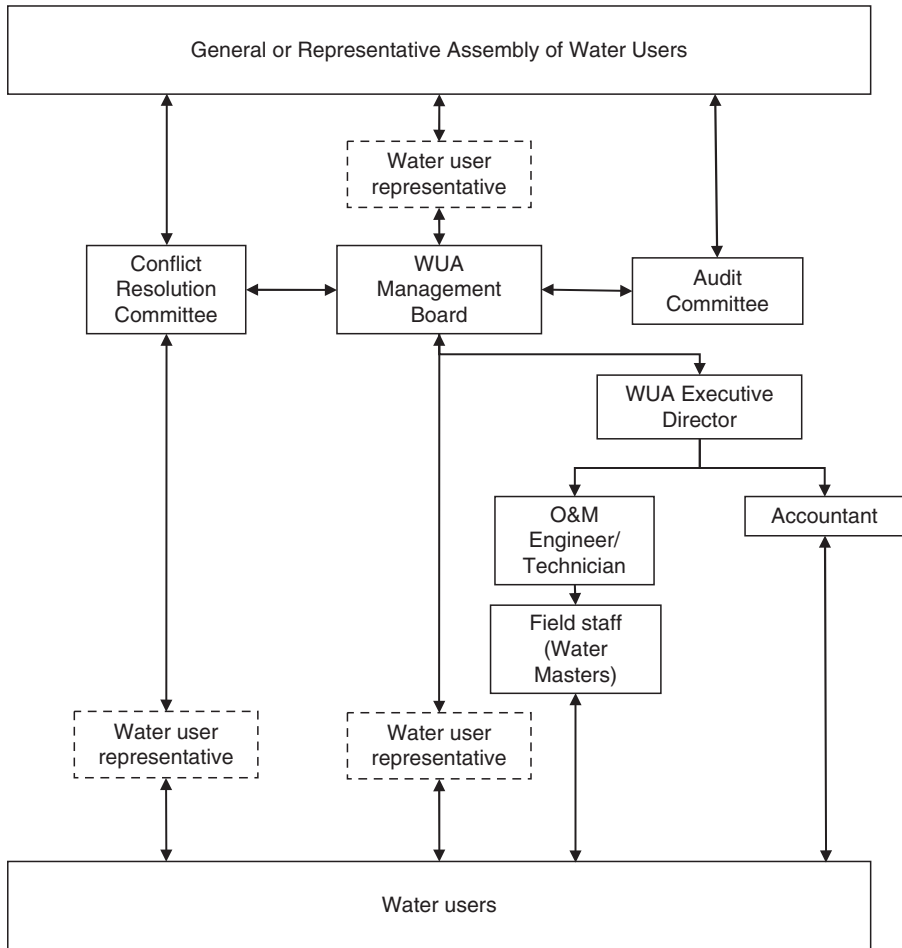 General or Representative Assembly of Water Users
Water user
representative
Conflict
Resolution
Committee
WUA
Management
Board
Audit
Committee
WUA Executive
Director
O&M
Engineer/
Technician
Accountant
Field staff
(Water
Masters)
Water user
representative
Water user
representative
Water users